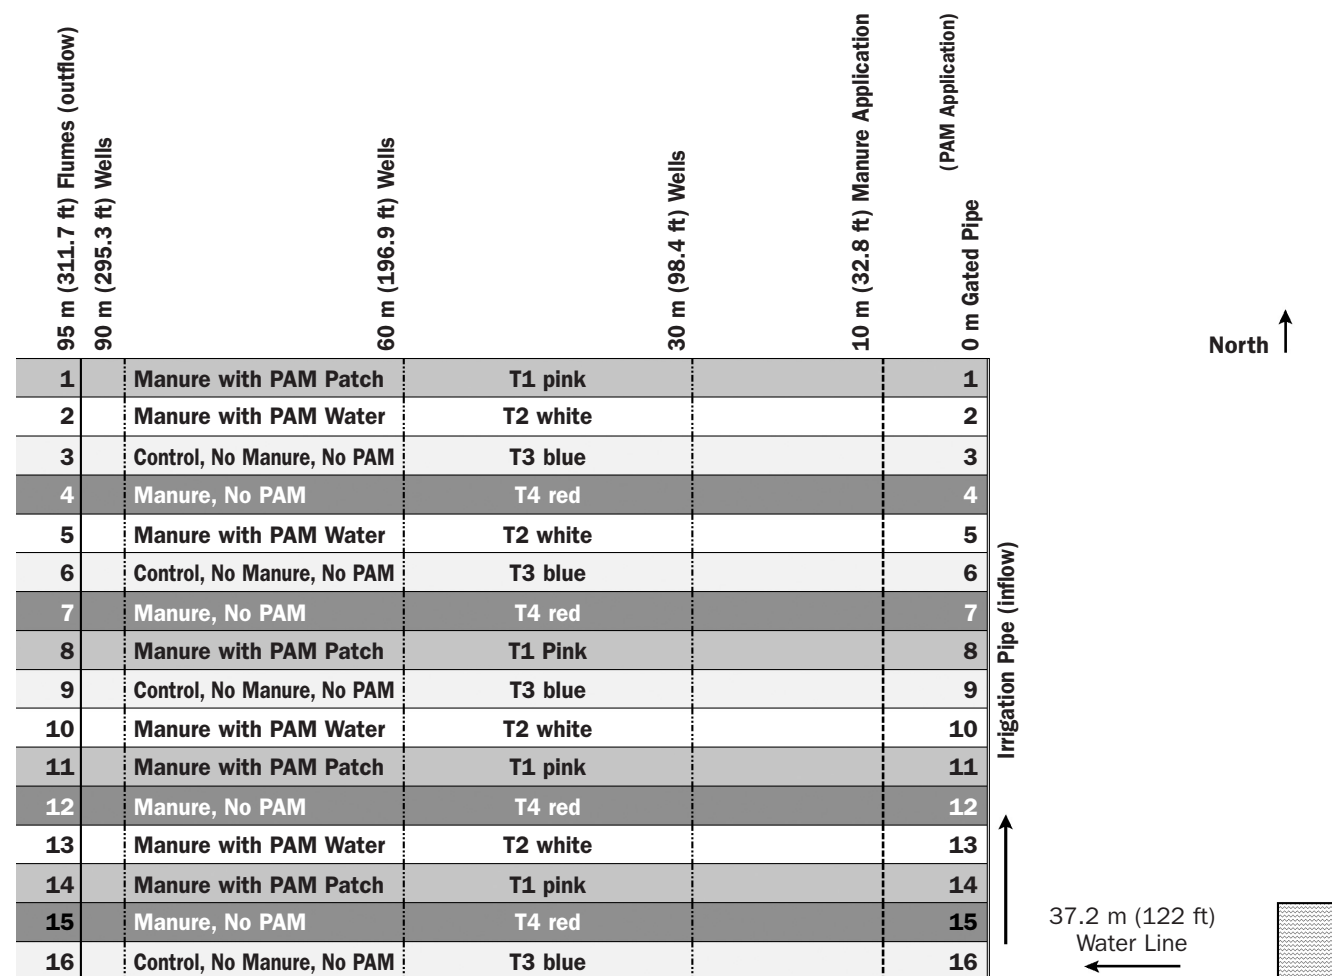 95 m (311.7 ft) Flumes (outflow)
90 m (295.3 ft) Wells
60 m (196.9 ft) Wells
30 m (98.4 ft) Wells
10 m (32.8 ft) Manure Application
0 m Gated Pipe
(PAM Application)
North
1 Manure with PAM Patch T1 pink 1
2 Manure with PAM Water T2 white 2
3 Control, No Manure, No PAM T3 blue 3
4 Manure, No PAM T4 red 4
5 Manure with PAM Water T2 white 5
6 Control, No Manure, No PAM T3 blue 6
7 Manure, No PAM T4 red 7
8 Manure with PAM Patch T1 Pink 8
9 Control, No Manure, No PAM T3 blue 9
10 Manure with PAM Water T2 white 10
11 Manure with PAM Patch T1 pink 11
12 Manure, No PAM T4 red 12
13 Manure with PAM Water T2 white 13
14 Manure with PAM Patch T1 pink 14
15 Manure, No PAM T4 red 15
16 Control, No Manure, No PAM T3 blue 16
Irrigation Pipe (inflow)
37.2 m (122 ft)
Water Line